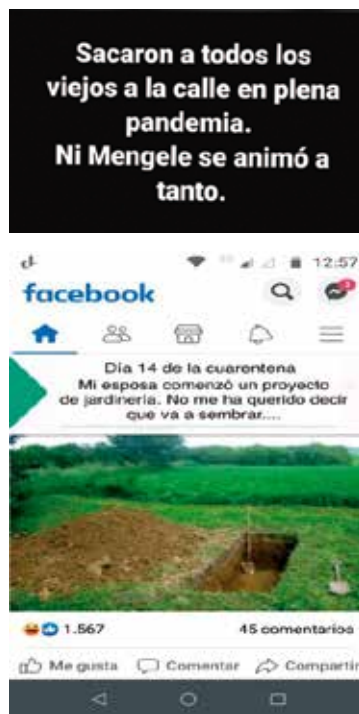 Sacaron a todos los
viejos a la calle en plena
pandemia.
Ni Mengele se animó a
tanto.
12:57
facebook
Día 14 de la cuarentena
Mi esposa comenzó un proyecto
de jardinería. No me ha querido decir
que va a sembrar....
1.567 45 comentarios
Me gusta Comentar Compartir